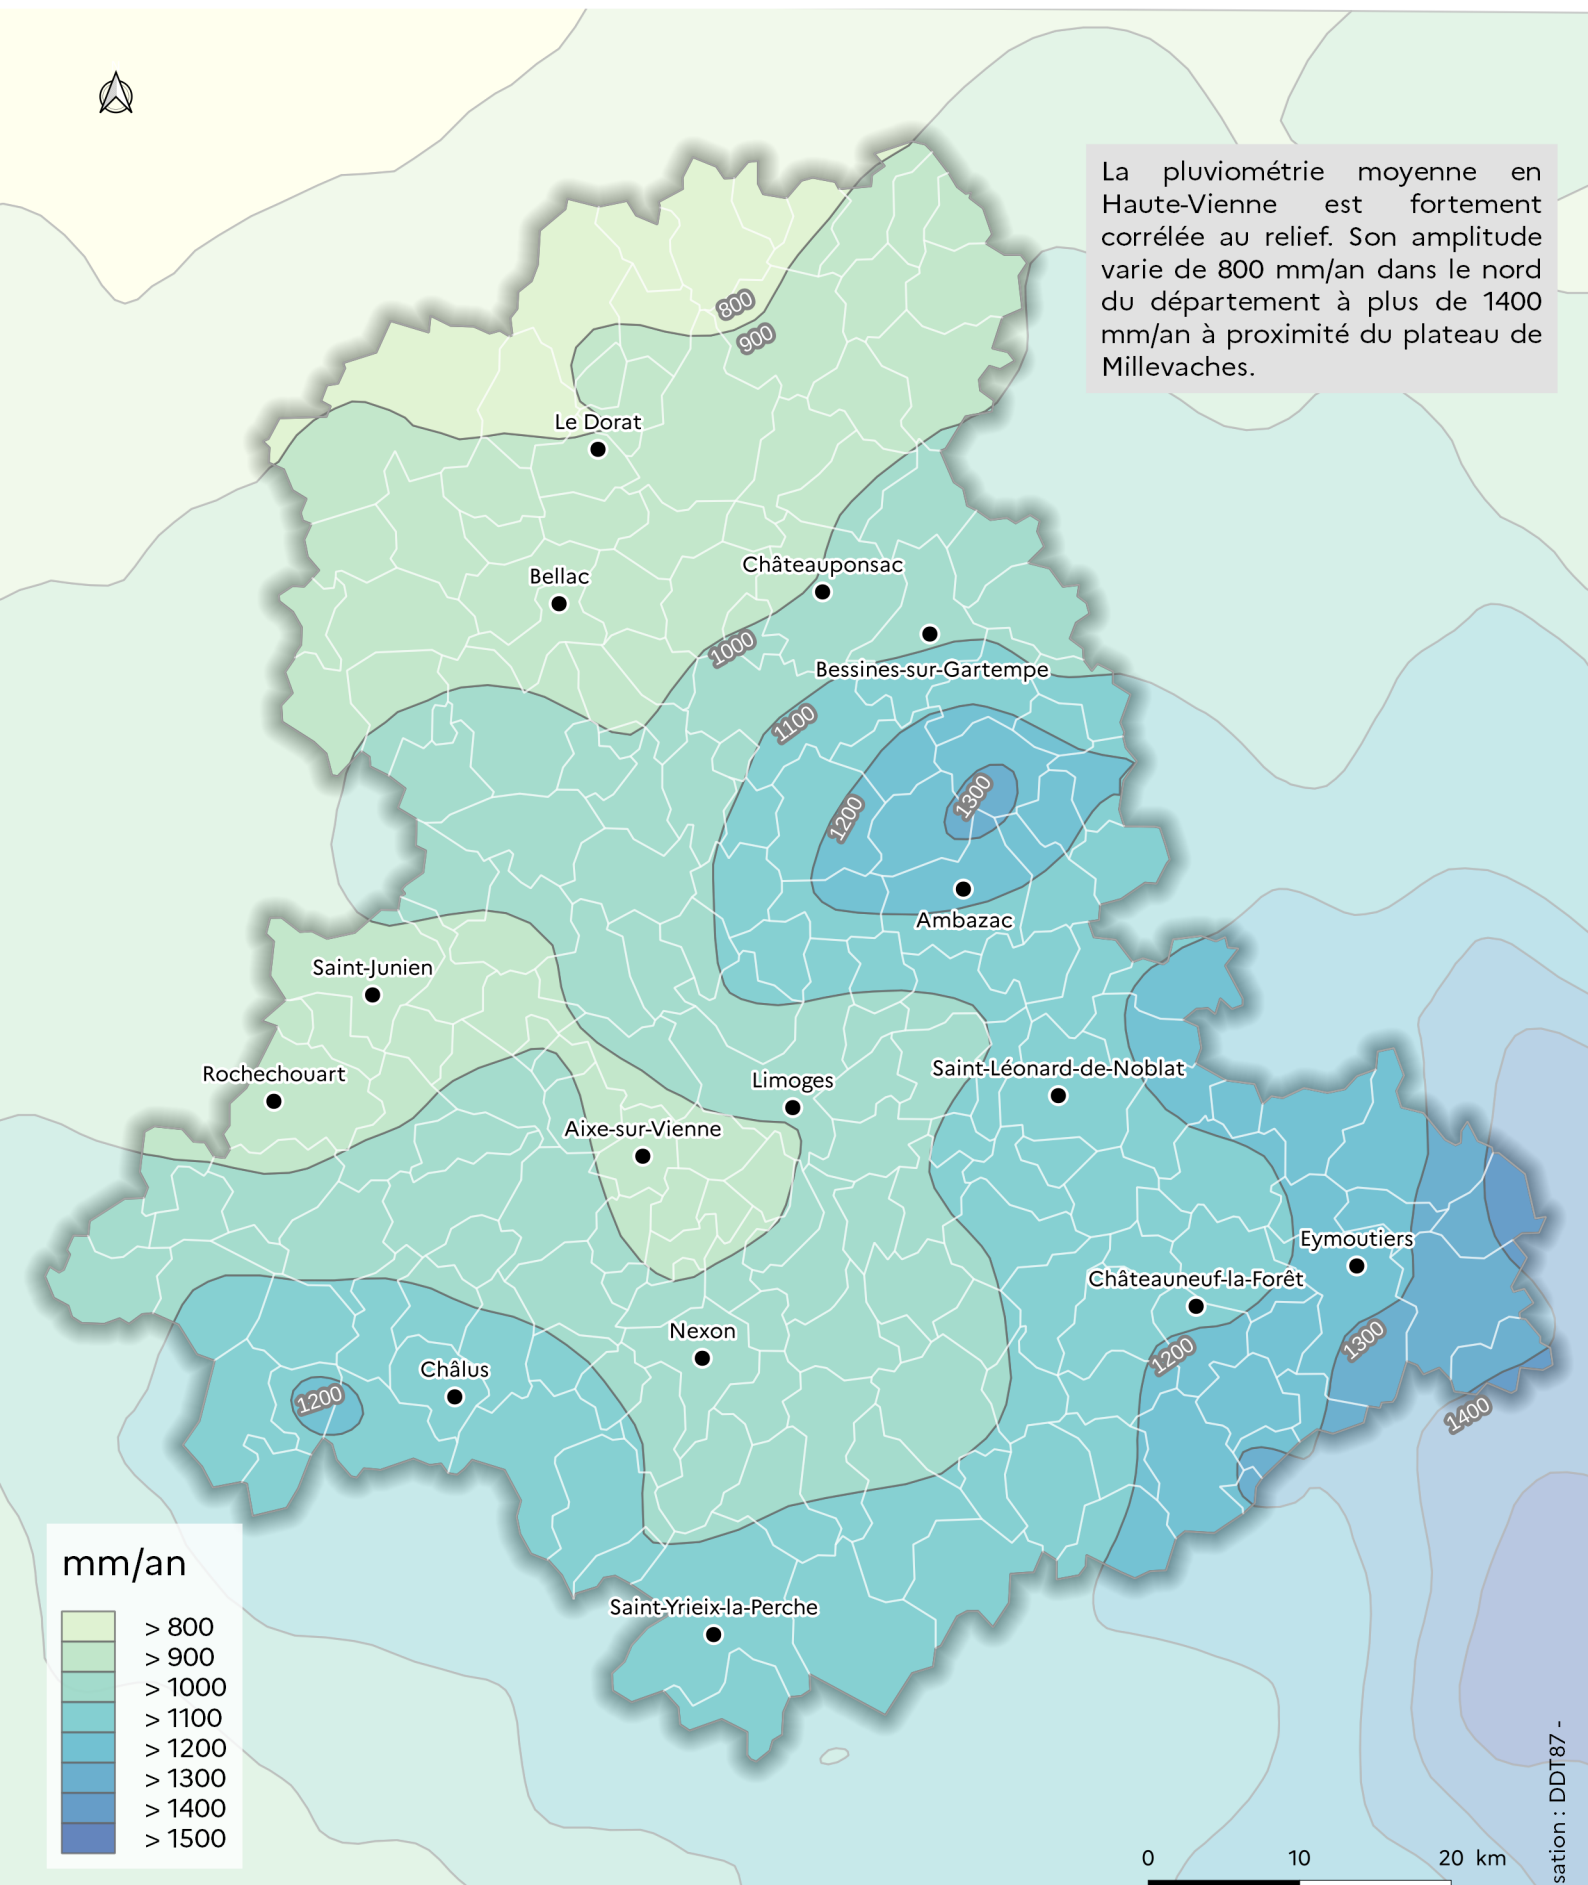 La pluviométrie moyenne en
Haute-Vienne est fortement
corrélée au relief. Son amplitude
varie de 800 mm/an dans le nord
du département à plus de 1400
mm/an à proximité du plateau de
Millevaches.
800
900
Le Dorat
Châteauponsac
Bellac
1000
Bessines-sur-Gartempe
1100
1300
1200
Ambazac
Saint-Junien
Rochechouart
Limoges
Saint-Léonard-de-Noblat
Aixe-sur-Vienne
Eymoutiers
Châteauneuf-la-Forêt
Nexon
1300
1200
Châlus
1200
1400
Saint-Yrieix-la-Perche
mm/an
> 800
> 900
> 1000
> 1100
> 1200
> 1300
> 1400
> 1500
sation : DDT87 -
0 10 20 km